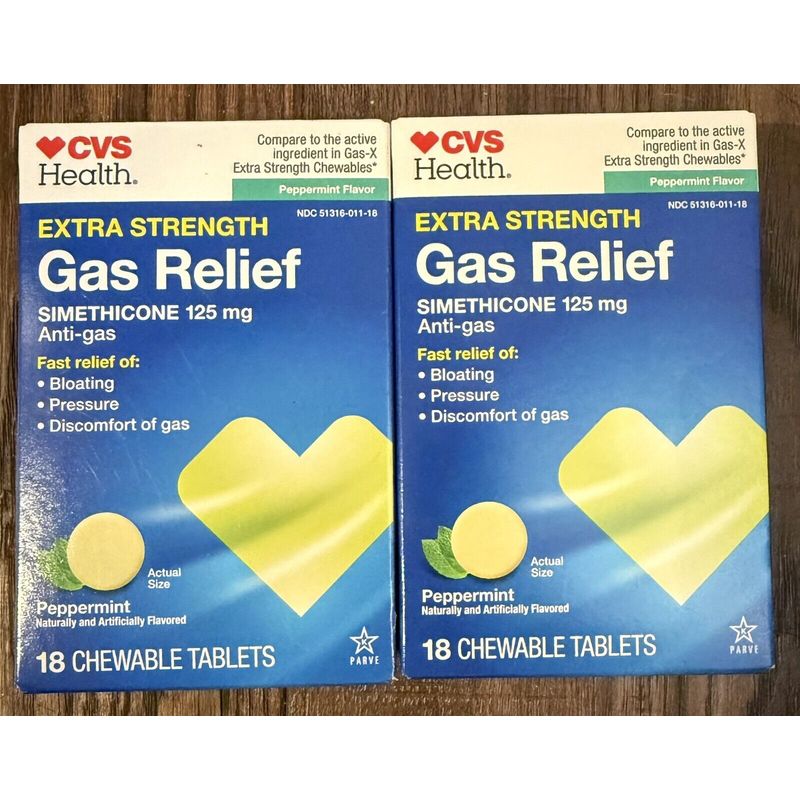 CVS
Health.
Compare to the active
ingredient in Gas-X
Extra Strength Chewables*
Peppermint Flavor
NDC 51316-011-18
EXTRA STRENGTH
Gas Relief
SIMETHICONE 125 mg
Anti-gas
Fast relief of:
• Bloating
• Pressure
• Discomfort of gas
Actual
Size
Peppermint
Naturally and Artificially Flavored
18 CHEWABLE TABLETS
K
PARVE
CVS
Health.
Compare to the active
ingredient in Gas-X
Extra Strength Chewables*
Peppermint Flavor
NDC 51316-011-18
EXTRA STRENGTH
Gas Relief
SIMETHICONE 125 mg
Anti-gas
Fast relief of:
• Bloating
• Pressure
• Discomfort of gas
Actual
Size
Peppermint
Naturally and Artificially Flavored
18 CHEWABLE TABLETS
K
PARVE